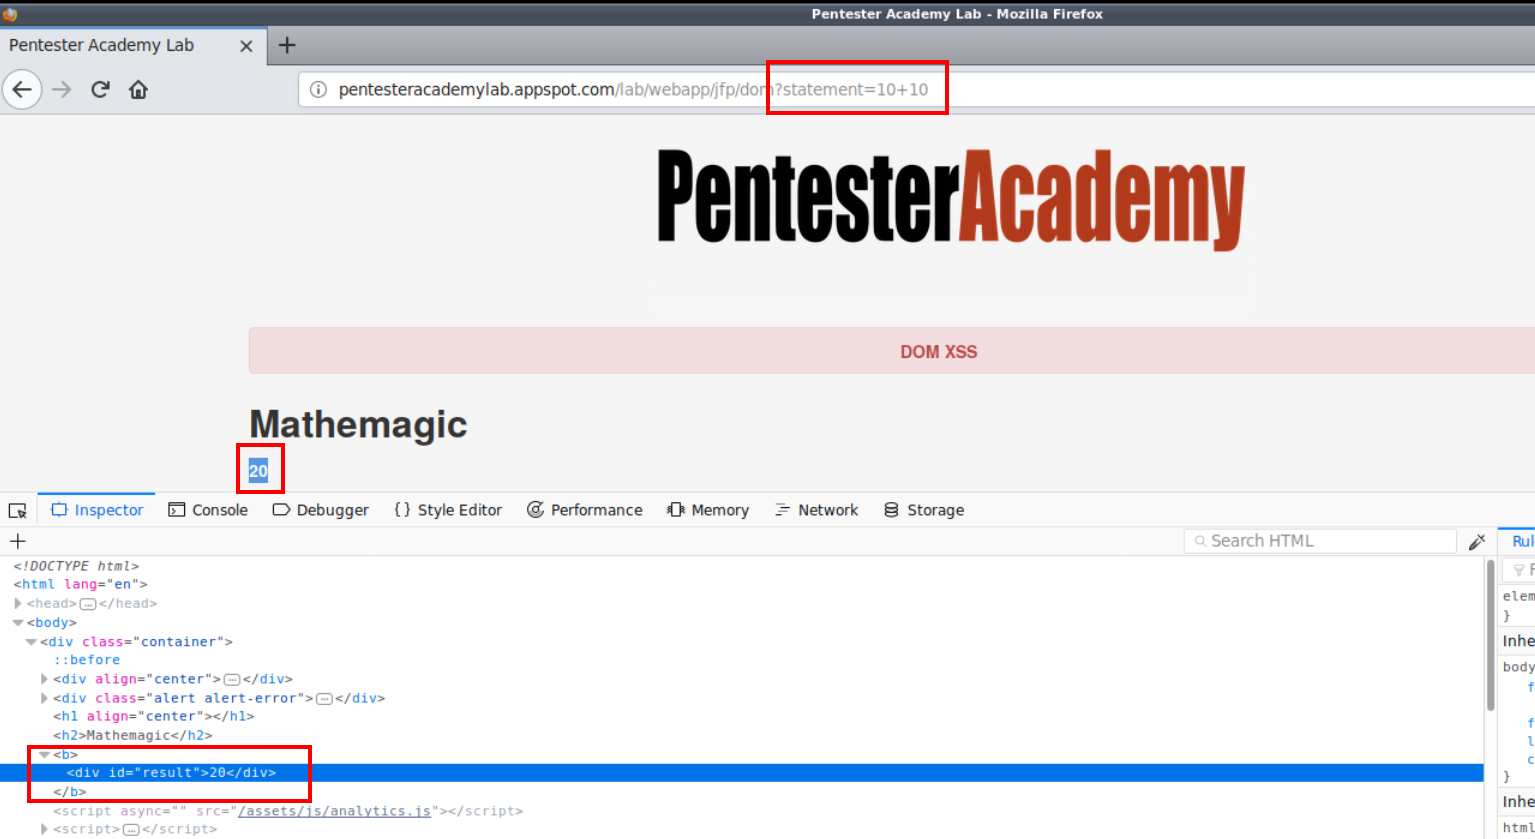 Pentester Academy Lab - Mozilla Firefox
Pentester Academy Lab
pentesteracademylab.appspot.com/lab/webapp/jfp/dom?statement=10+10
PentesterAcademy
DOM XSS
Mathemagic
20
Inspector Console Debugger {} Style Editor Performance Memory Network Storage
+ Search HTML
<!DOCTYPE html>
<html lang="en">
<head>…</head>
<body>
<div class="container">
::before
<div align="center">…</div>
<div class="alert alert-error">…</div>
<h1 align="center"></h1>
<h2>Mathemagic</h2>
<b>
<div id="result">20</div>
</b>
<script async="" src="/assets/js/analytics.js"></script>
<script>…</script>
Rul
F
elem
}
Inhe
body
f
f
l
c
}
Inhe
html